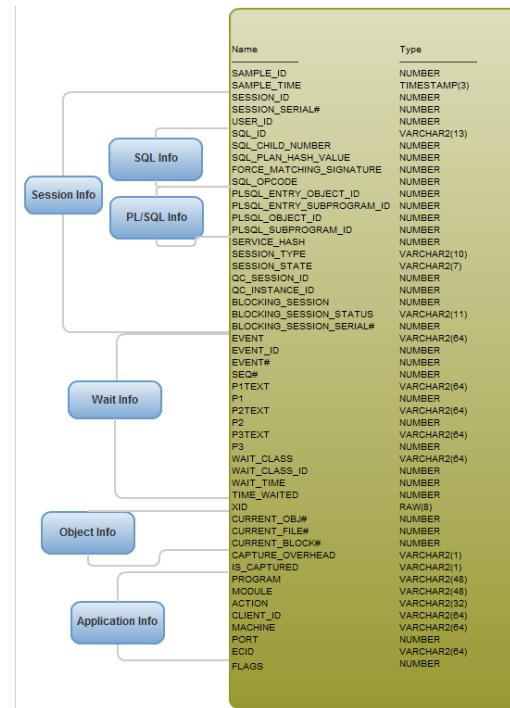 Name Type
------------------------ ----------------------------
SAMPLE_ID NUMBER
SAMPLE_TIME TIMESTAMP(3)
SESSION_ID NUMBER
SESSION_SERIAL# NUMBER
USER_ID NUMBER
SQL_ID VARCHAR2(13)
SQL_CHILD_NUMBER NUMBER
SQL_PLAN_HASH_VALUE NUMBER
FORCE_MATCHING_SIGNATURE NUMBER
SQL_OPCODE NUMBER
PLSQL_ENTRY_OBJECT_ID NUMBER
PLSQL_ENTRY_SUBPROGRAM_ID NUMBER
PLSQL_OBJECT_ID NUMBER
PLSQL_SUBPROGRAM_ID NUMBER
SERVICE_HASH NUMBER
SESSION_TYPE VARCHAR2(10)
SESSION_STATE VARCHAR2(7)
QC_SESSION_ID NUMBER
QC_INSTANCE_ID NUMBER
BLOCKING_SESSION NUMBER
BLOCKING_SESSION_STATUS VARCHAR2(11)
BLOCKING_SESSION_SERIAL# NUMBER
EVENT VARCHAR2(64)
EVENT_ID NUMBER
EVENT# NUMBER
SEQ# NUMBER
P1TEXT VARCHAR2(64)
P1 NUMBER
P2TEXT VARCHAR2(64)
P2 NUMBER
P3TEXT VARCHAR2(64)
P3 NUMBER
WAIT_CLASS VARCHAR2(64)
WAIT_CLASS_ID NUMBER
WAIT_TIME NUMBER
TIME_WAITED NUMBER
XID RAW(8)
CURRENT_OBJ# NUMBER
CURRENT_FILE# NUMBER
CURRENT_BLOCK# NUMBER
CAPTURE_OVERHEAD VARCHAR2(1)
IS_CAPTURED VARCHAR2(1)
PROGRAM VARCHAR2(48)
MODULE VARCHAR2(48)
ACTION VARCHAR2(32)
CLIENT_ID VARCHAR2(64)
MACHINE VARCHAR2(64)
PORT NUMBER
ECID VARCHAR2(64)
FLAGS NUMBER
SQL Info
Session Info
PL/SQL Info
Wait Info
Object Info
Application Info